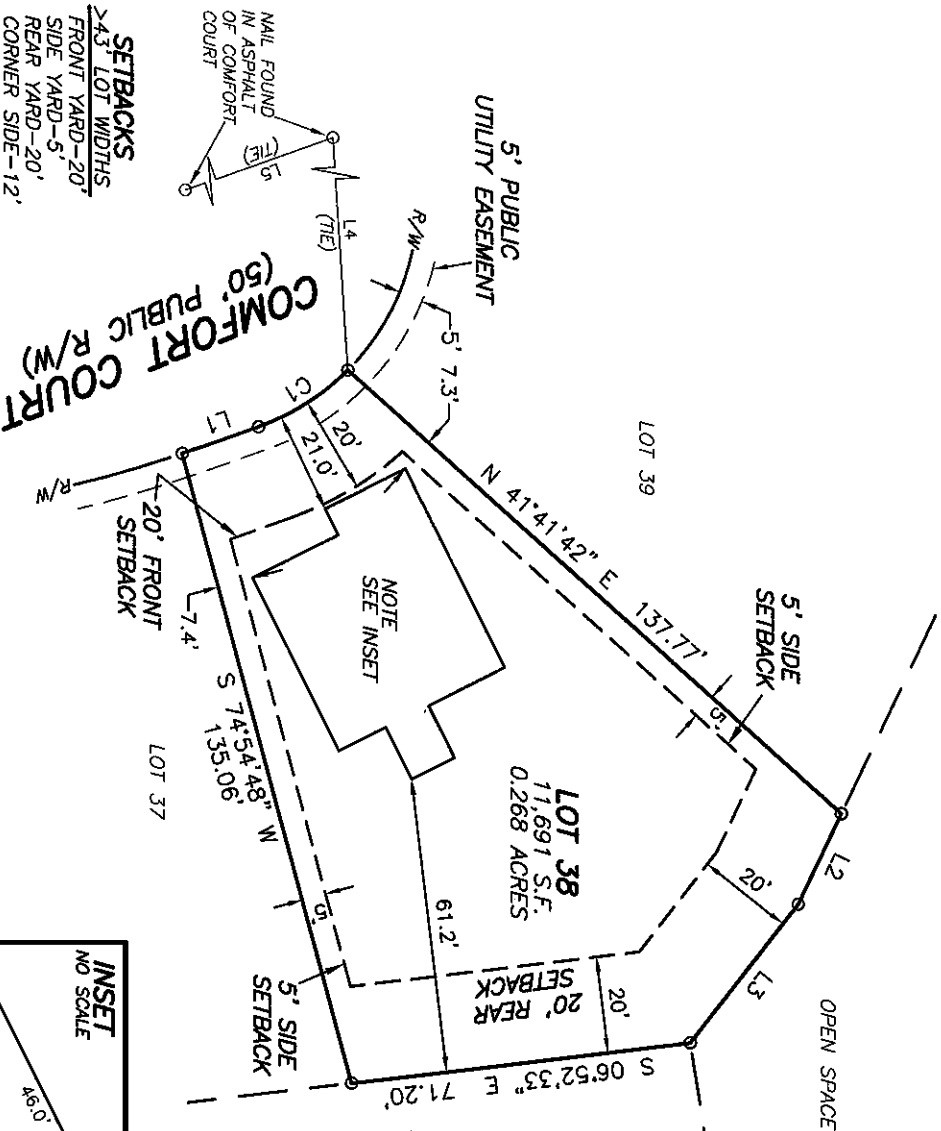 NAIL FOUND
IN ASPHALT
OF COMFORT
COURT
L5
(TIE)
L4
(TIE)
SETBACKS
>43' LOT WIDTHS
FRONT YARD-20'
SIDE YARD-5'
REAR YARD-20'
CORNER SIDE-12'
5' PUBLIC
UTILITY EASEMENT
R/W
COMFORT COURT
(50' PUBLIC R/W)
5'
7.3'
C1
L1
20'
21.0'
R/W
20' FRONT
SETBACK
7.4'
LOT 39
N 41°41'42" E 137.77'
5' SIDE
SETBACK
5'
NOTE
SEE INSET
LOT 38
11,691 S.F.
0.268 ACRES
S 74°54'48" W
135.06'
LOT 37
61.2'
L2
20'
L3
OPEN SPACE
20' REAR
SETBACK
20'
5'
5' SIDE
SETBACK
S 06°52'33" E 71.20'
INSET
NO SCALE
46.0'